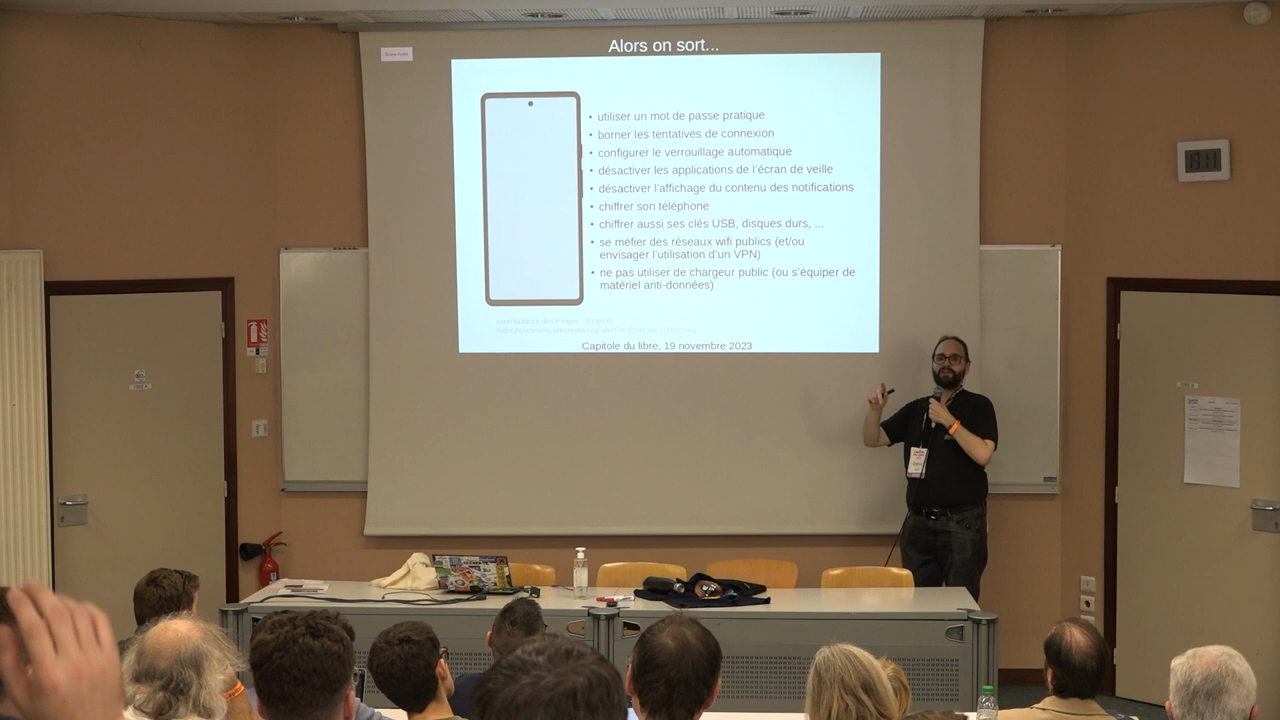 Alors on sort...
• utiliser un mot de passe pratique
• borner les tentatives de connexion
• configurer le verrouillage automatique
• désactiver les applications de l'écran de veille
• désactiver l'affichage du contenu des notifications
• chiffrer son téléphone
• chiffrer aussi ses clés USB, disques durs, ...
• se méfier des réseaux wifi publics (et/ou
envisager l'utilisation d'un VPN)
• ne pas utiliser de chargeur public (ou s'équiper de
matériel anti-données)
Capitole du libre, 19 novembre 2023